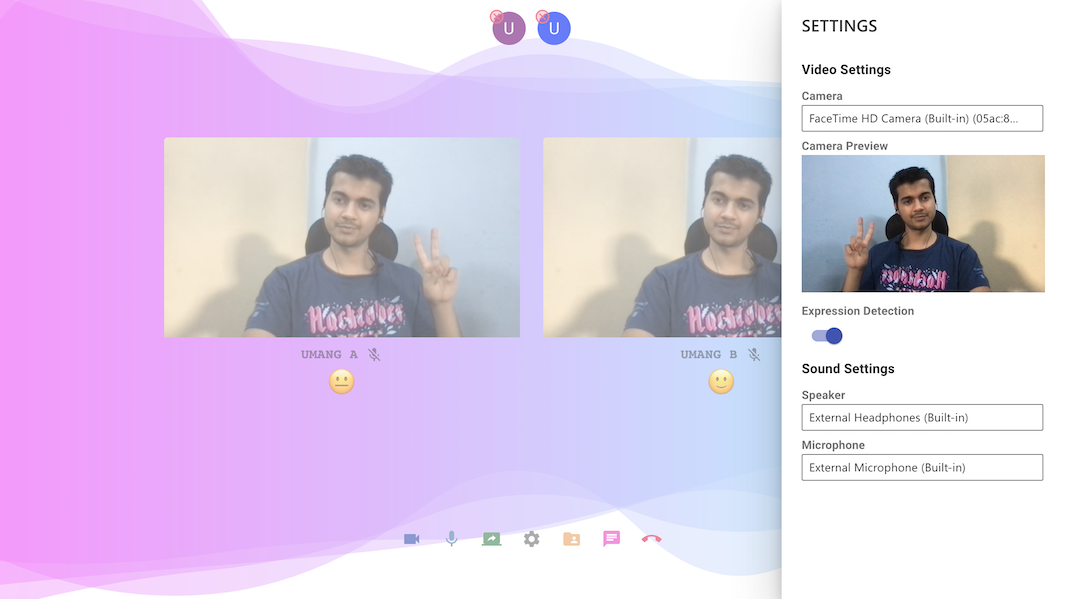 U
U
SETTINGS
Video Settings
Camera
FaceTime HD Camera (Built-in) (05ac:8...
Camera Preview
UMANG A
UMANG B
Expression Detection
Sound Settings
Speaker
External Headphones (Built-in)
Microphone
External Microphone (Built-in)